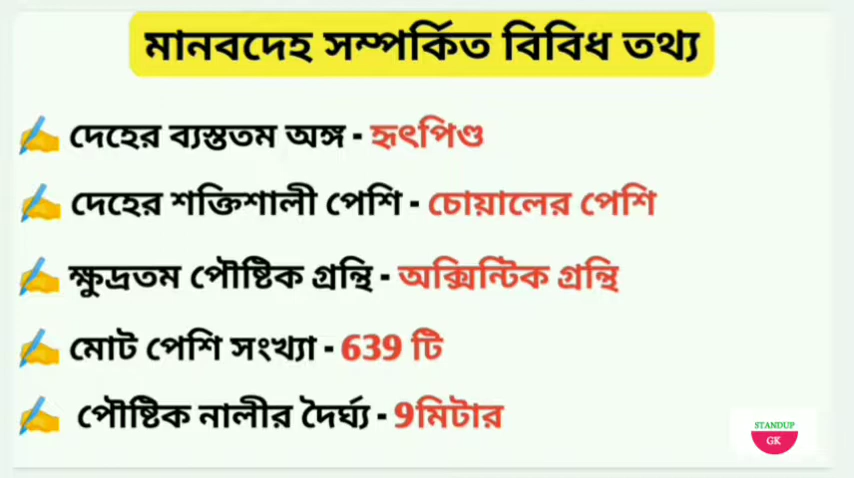 মানবদেহ সম্পর্কিত বিবিধ তথ্য
✍️ দেহের ব্যস্ততম অঙ্গ - হৃৎপিণ্ড
✍️ দেহের শক্তিশালী পেশি - চোয়ালের পেশি
✍️ ক্ষুদ্রতম পৌষ্টিক গ্রন্থি - অক্সিন্টিক গ্রন্থি
✍️ মোট পেশি সংখ্যা - 639 টি
✍️ পৌষ্টিক নালীর দৈর্ঘ্য - 9মিটার
STANDUP
GK